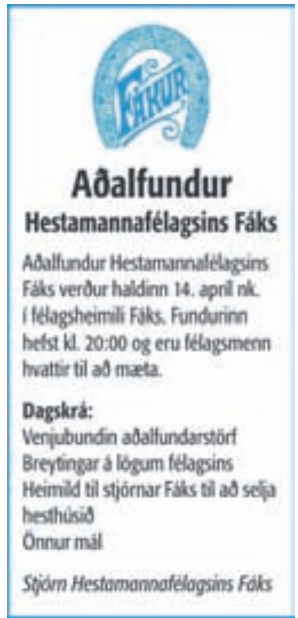 FÁKUR
Aðalfundur
Hestamannafélagsins Fáks
Aðalfundur Hestamannafélagsins
Fáks verður haldinn 14. apríl nk.
í félagsheimili Fáks. Fundurinn
hefst kl. 20:00 og eru félagsmenn
hvattir til að mæta.
Dagskrá:
Venjubundin aðalfundarstörf
Breytingar á lögum félagsins
Heimild til stjórnar Fáks til að selja
hesthúsið
Önnur mál
Stjórn Hestamannafélagsins Fáks